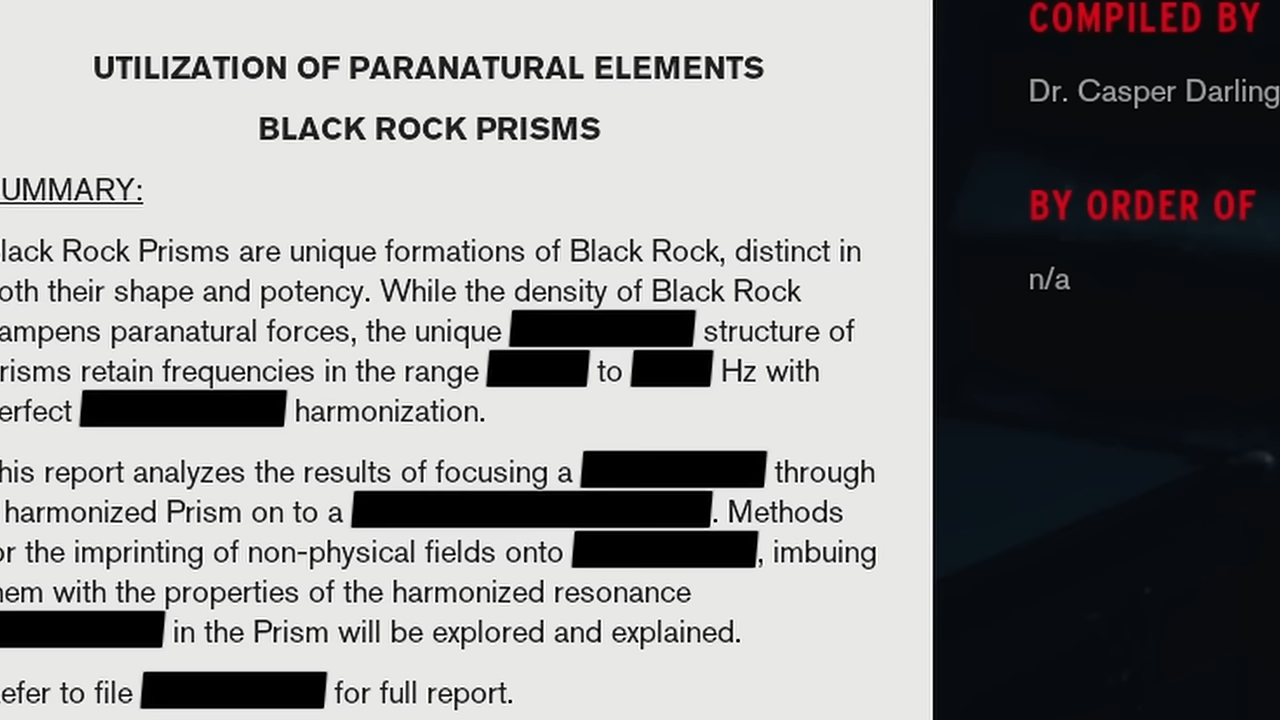 UTILIZATION OF PARANATURAL ELEMENTS
BLACK ROCK PRISMS
UMMARY:
lack Rock Prisms are unique formations of Black Rock, distinct in
oth their shape and potency. While the density of Black Rock
ampens paranatural forces, the unique structure of
risms retain frequencies in the range to Hz with
erfect harmonization.
his report analyzes the results of focusing a through
harmonized Prism on to a . Methods
or the imprinting of non-physical fields onto , imbuing
hem with the properties of the harmonized resonance
in the Prism will be explored and explained.
efer to file for full report.
COMPILED BY
Dr. Casper Darling
BY ORDER OF
n/a